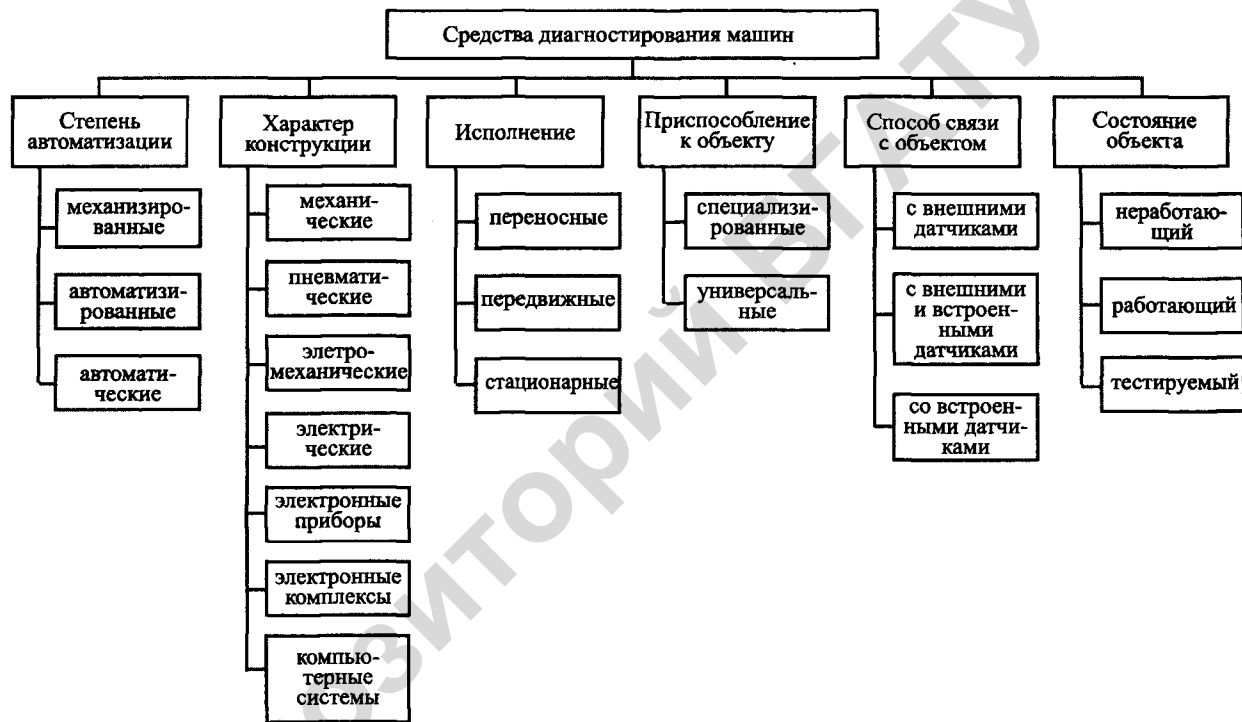 Средства диагностирования машин
Степень
автоматизации
механизиро-
ванные
автоматизи-
рованные
автомати-
ческие
Характер
конструкции
механи-
ческие
пневмати-
ческие
элетро-
механические
электри-
ческие
электронные
приборы
электронные
комплексы
компью-
терные
системы
Исполнение
переносные
передвижные
стационарные
Приспособление
к объекту
специализи-
рованные
универсаль-
ные
Способ связи
с объектом
с внешними
датчиками
с внешними
и встроен-
ными
датчиками
со встроен-
ными датчи-
ками
Состояние
объекта
неработаю-
щий
работающий
тестируемый
озиторий БГАТУ